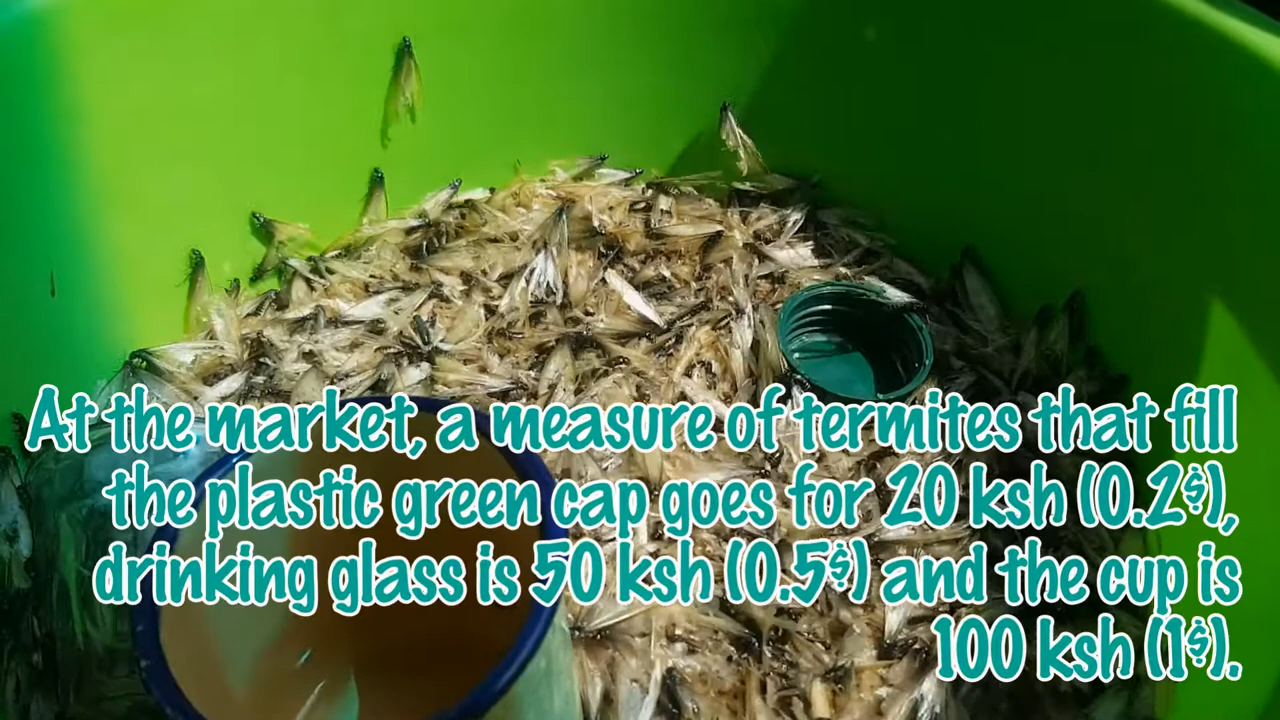 At the market, a measure of termites that fill
the plastic green cap goes for 20 ksh (0.2$),
drinking glass is 50 ksh (0.5$) and the cup is
100 ksh (1$).